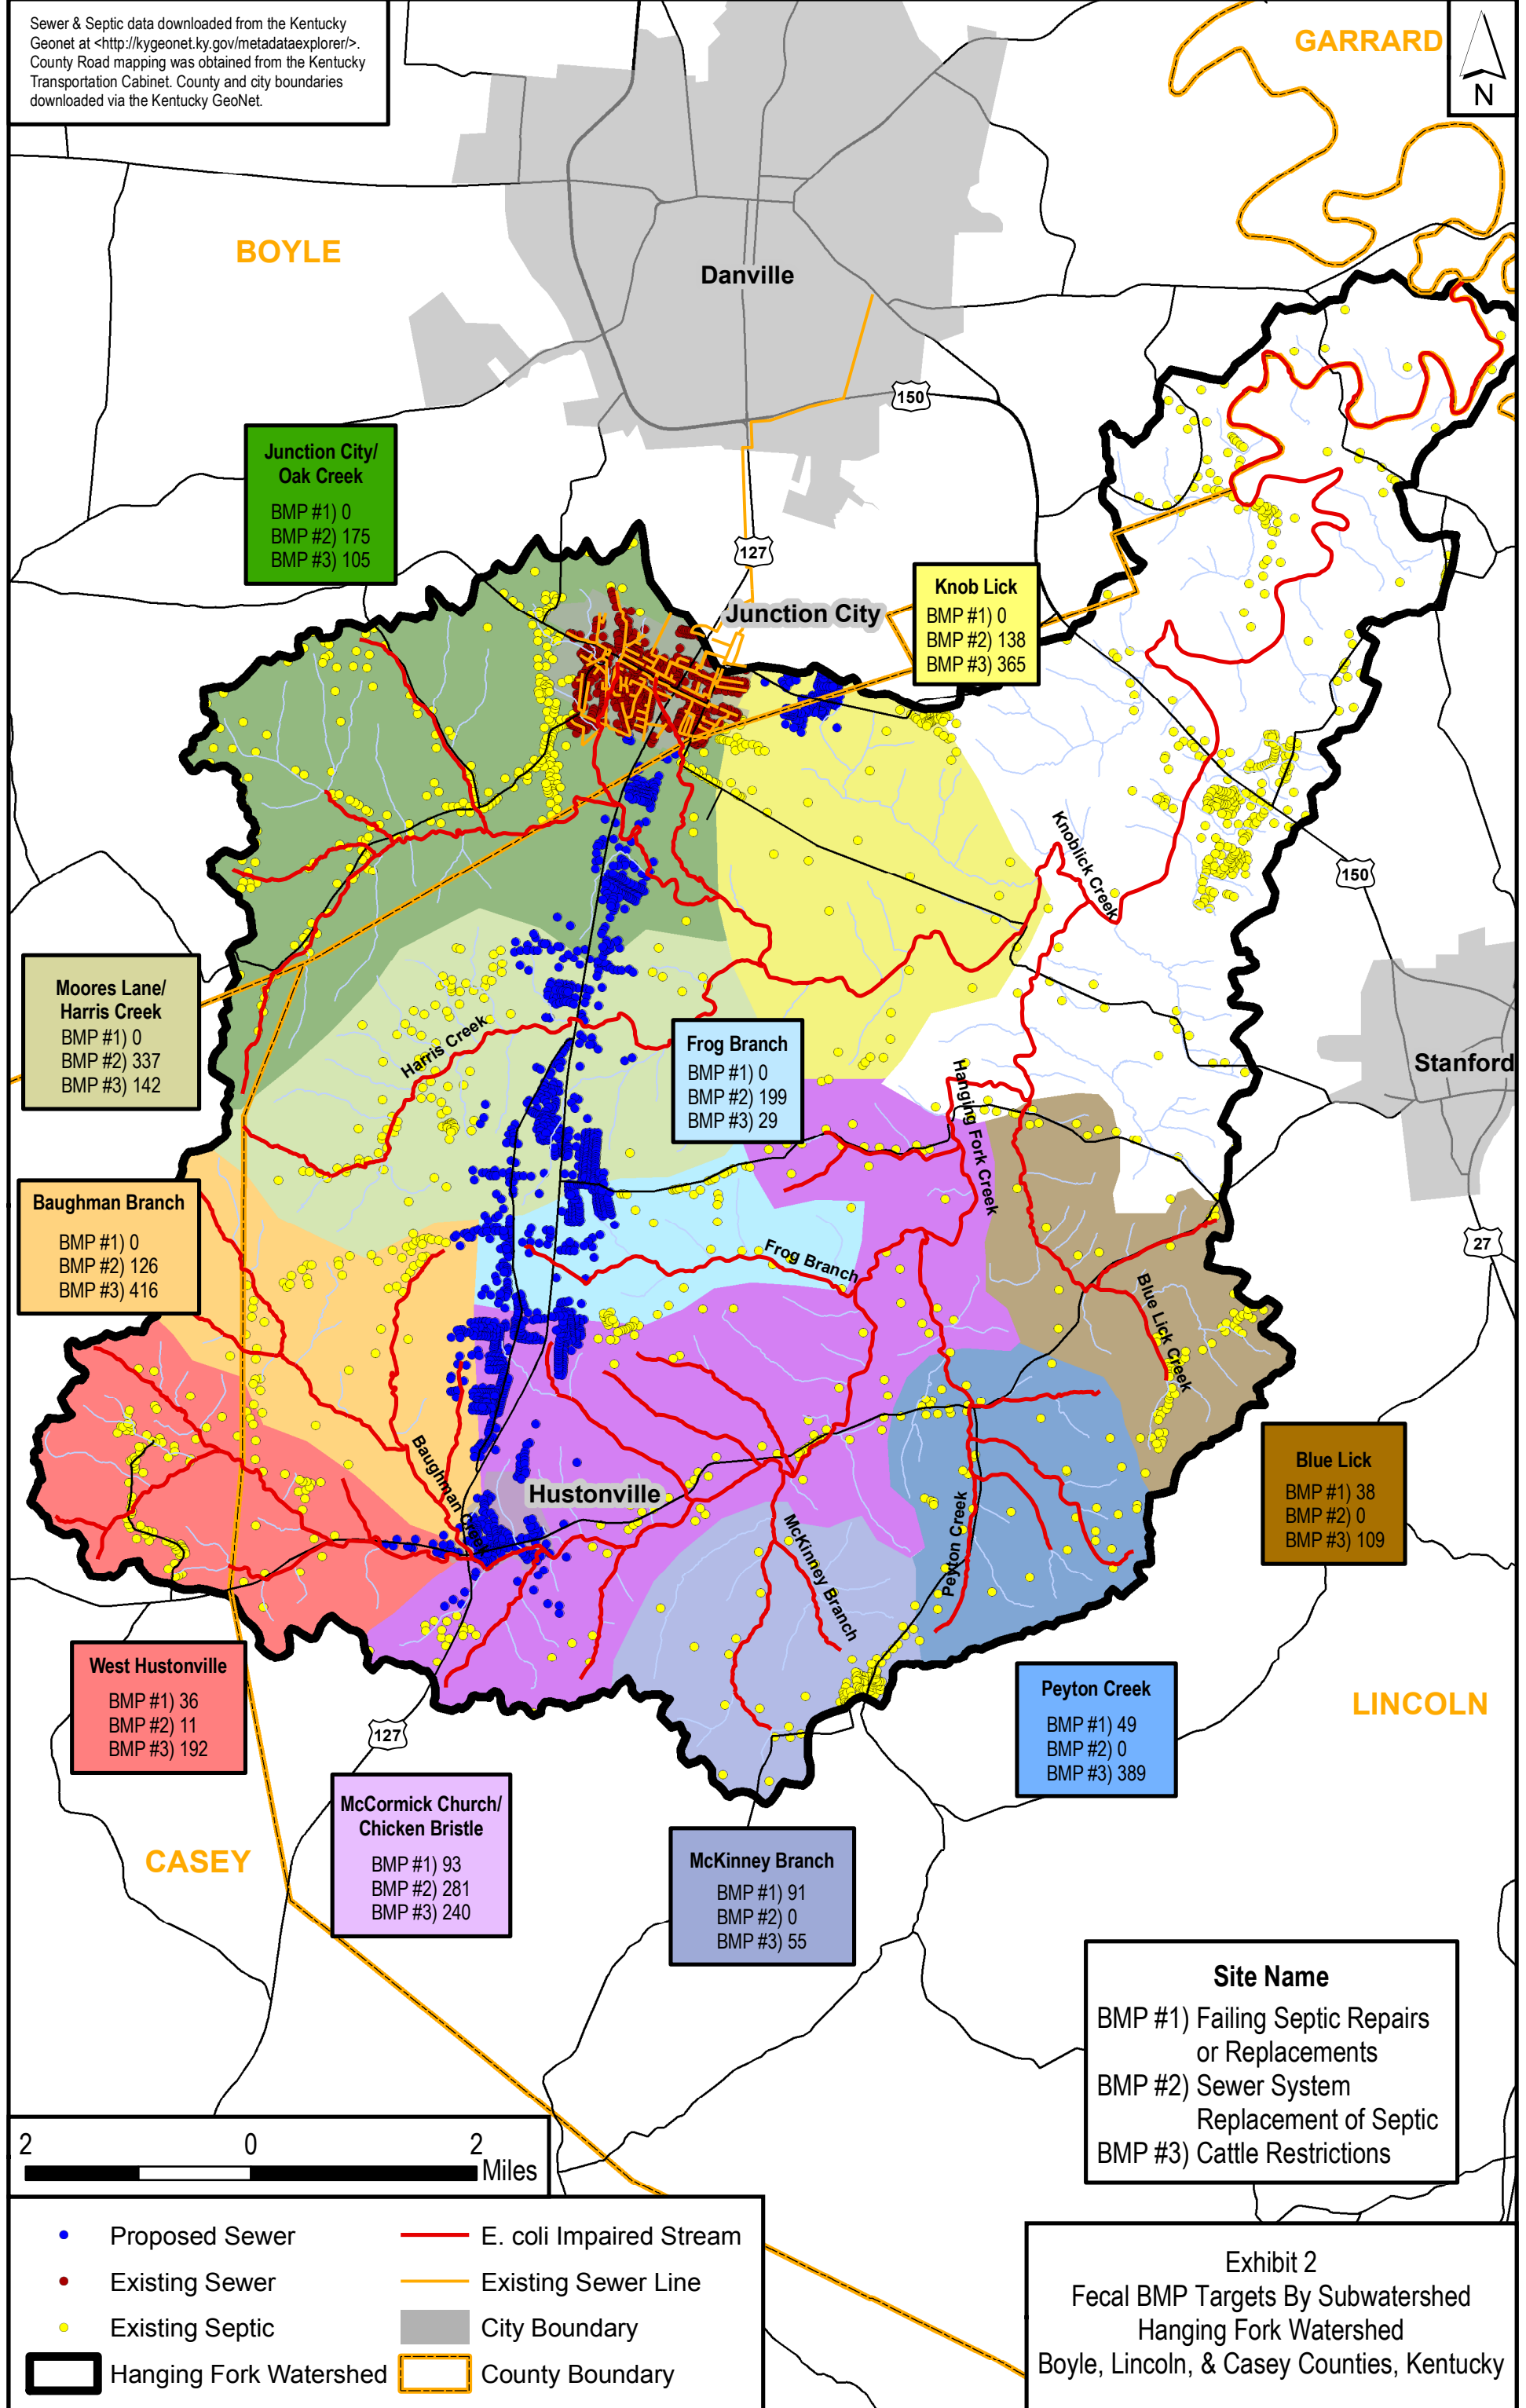 Sewer & Septic data downloaded from the Kentucky
Geonet at <http://kygeonet.ky.gov/metadataexplorer/>.
County Road mapping was obtained from the Kentucky
Transportation Cabinet. County and city boundaries
downloaded via the Kentucky GeoNet.
GARRARD
N
BOYLE
Danville
150
Junction City/
Oak Creek
BMP #1) 0
BMP #2) 175
BMP #3) 105
127
Knob Lick
BMP #1) 0
BMP #2) 138
BMP #3) 365
Junction City
Knoblick Creek
150
Moores Lane/
Harris Creek
BMP #1) 0
BMP #2) 337
BMP #3) 142
Harris Creek
Frog Branch
BMP #1) 0
BMP #2) 199
BMP #3) 29
Stanford
Hanging Fork Creek
Baughman Branch
BMP #1) 0
BMP #2) 126
BMP #3) 416
27
Frog Branch
Blue Lick Creek
Baughman Creek
Hustonville
Blue Lick
BMP #1) 38
BMP #2) 0
BMP #3) 109
McKinney Branch
Peyton Creek
West Hustonville
BMP #1) 36
BMP #2) 11
BMP #3) 192
127
Peyton Creek
BMP #1) 49
BMP #2) 0
BMP #3) 389
LINCOLN
McCormick Church/
Chicken Bristle
BMP #1) 93
BMP #2) 281
BMP #3) 240
CASEY
McKinney Branch
BMP #1) 91
BMP #2) 0
BMP #3) 55
Site Name
BMP #1) Failing Septic Repairs
or Replacements
BMP #2) Sewer System
Replacement of Septic
BMP #3) Cattle Restrictions
2 0 2
Miles
Proposed Sewer
Existing Sewer
Existing Septic
Hanging Fork Watershed
E. coli Impaired Stream
Existing Sewer Line
City Boundary
County Boundary
Exhibit 2
Fecal BMP Targets By Subwatershed
Hanging Fork Watershed
Boyle, Lincoln, & Casey Counties, Kentucky